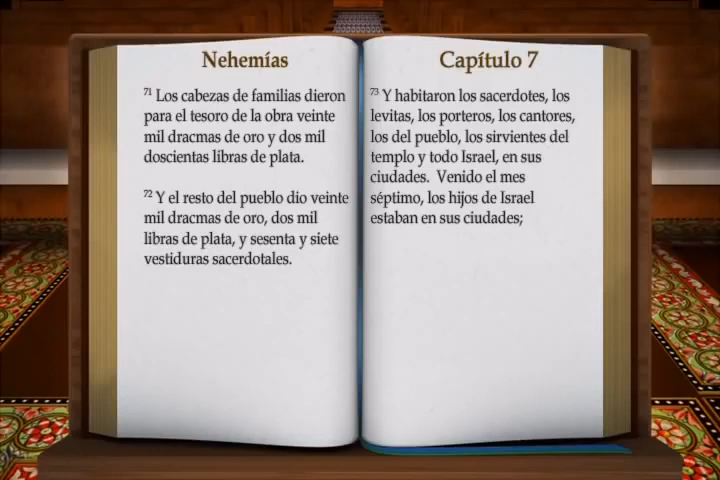 Nehemías
71 Los cabezas de familias dieron
para el tesoro de la obra veinte
mil dracmas de oro y dos mil
doscientas libras de plata.
72 Y el resto del pueblo dio veinte
mil dracmas de oro, dos mil
libras de plata, y sesenta y siete
vestiduras sacerdotales.
Capítulo 7
73 Y habitaron los sacerdotes, los
levitas, los porteros, los cantores,
los del pueblo, los sirvientes del
templo y todo Israel, en sus
ciudades. Venido el mes
séptimo, los hijos de Israel
estaban en sus ciudades;